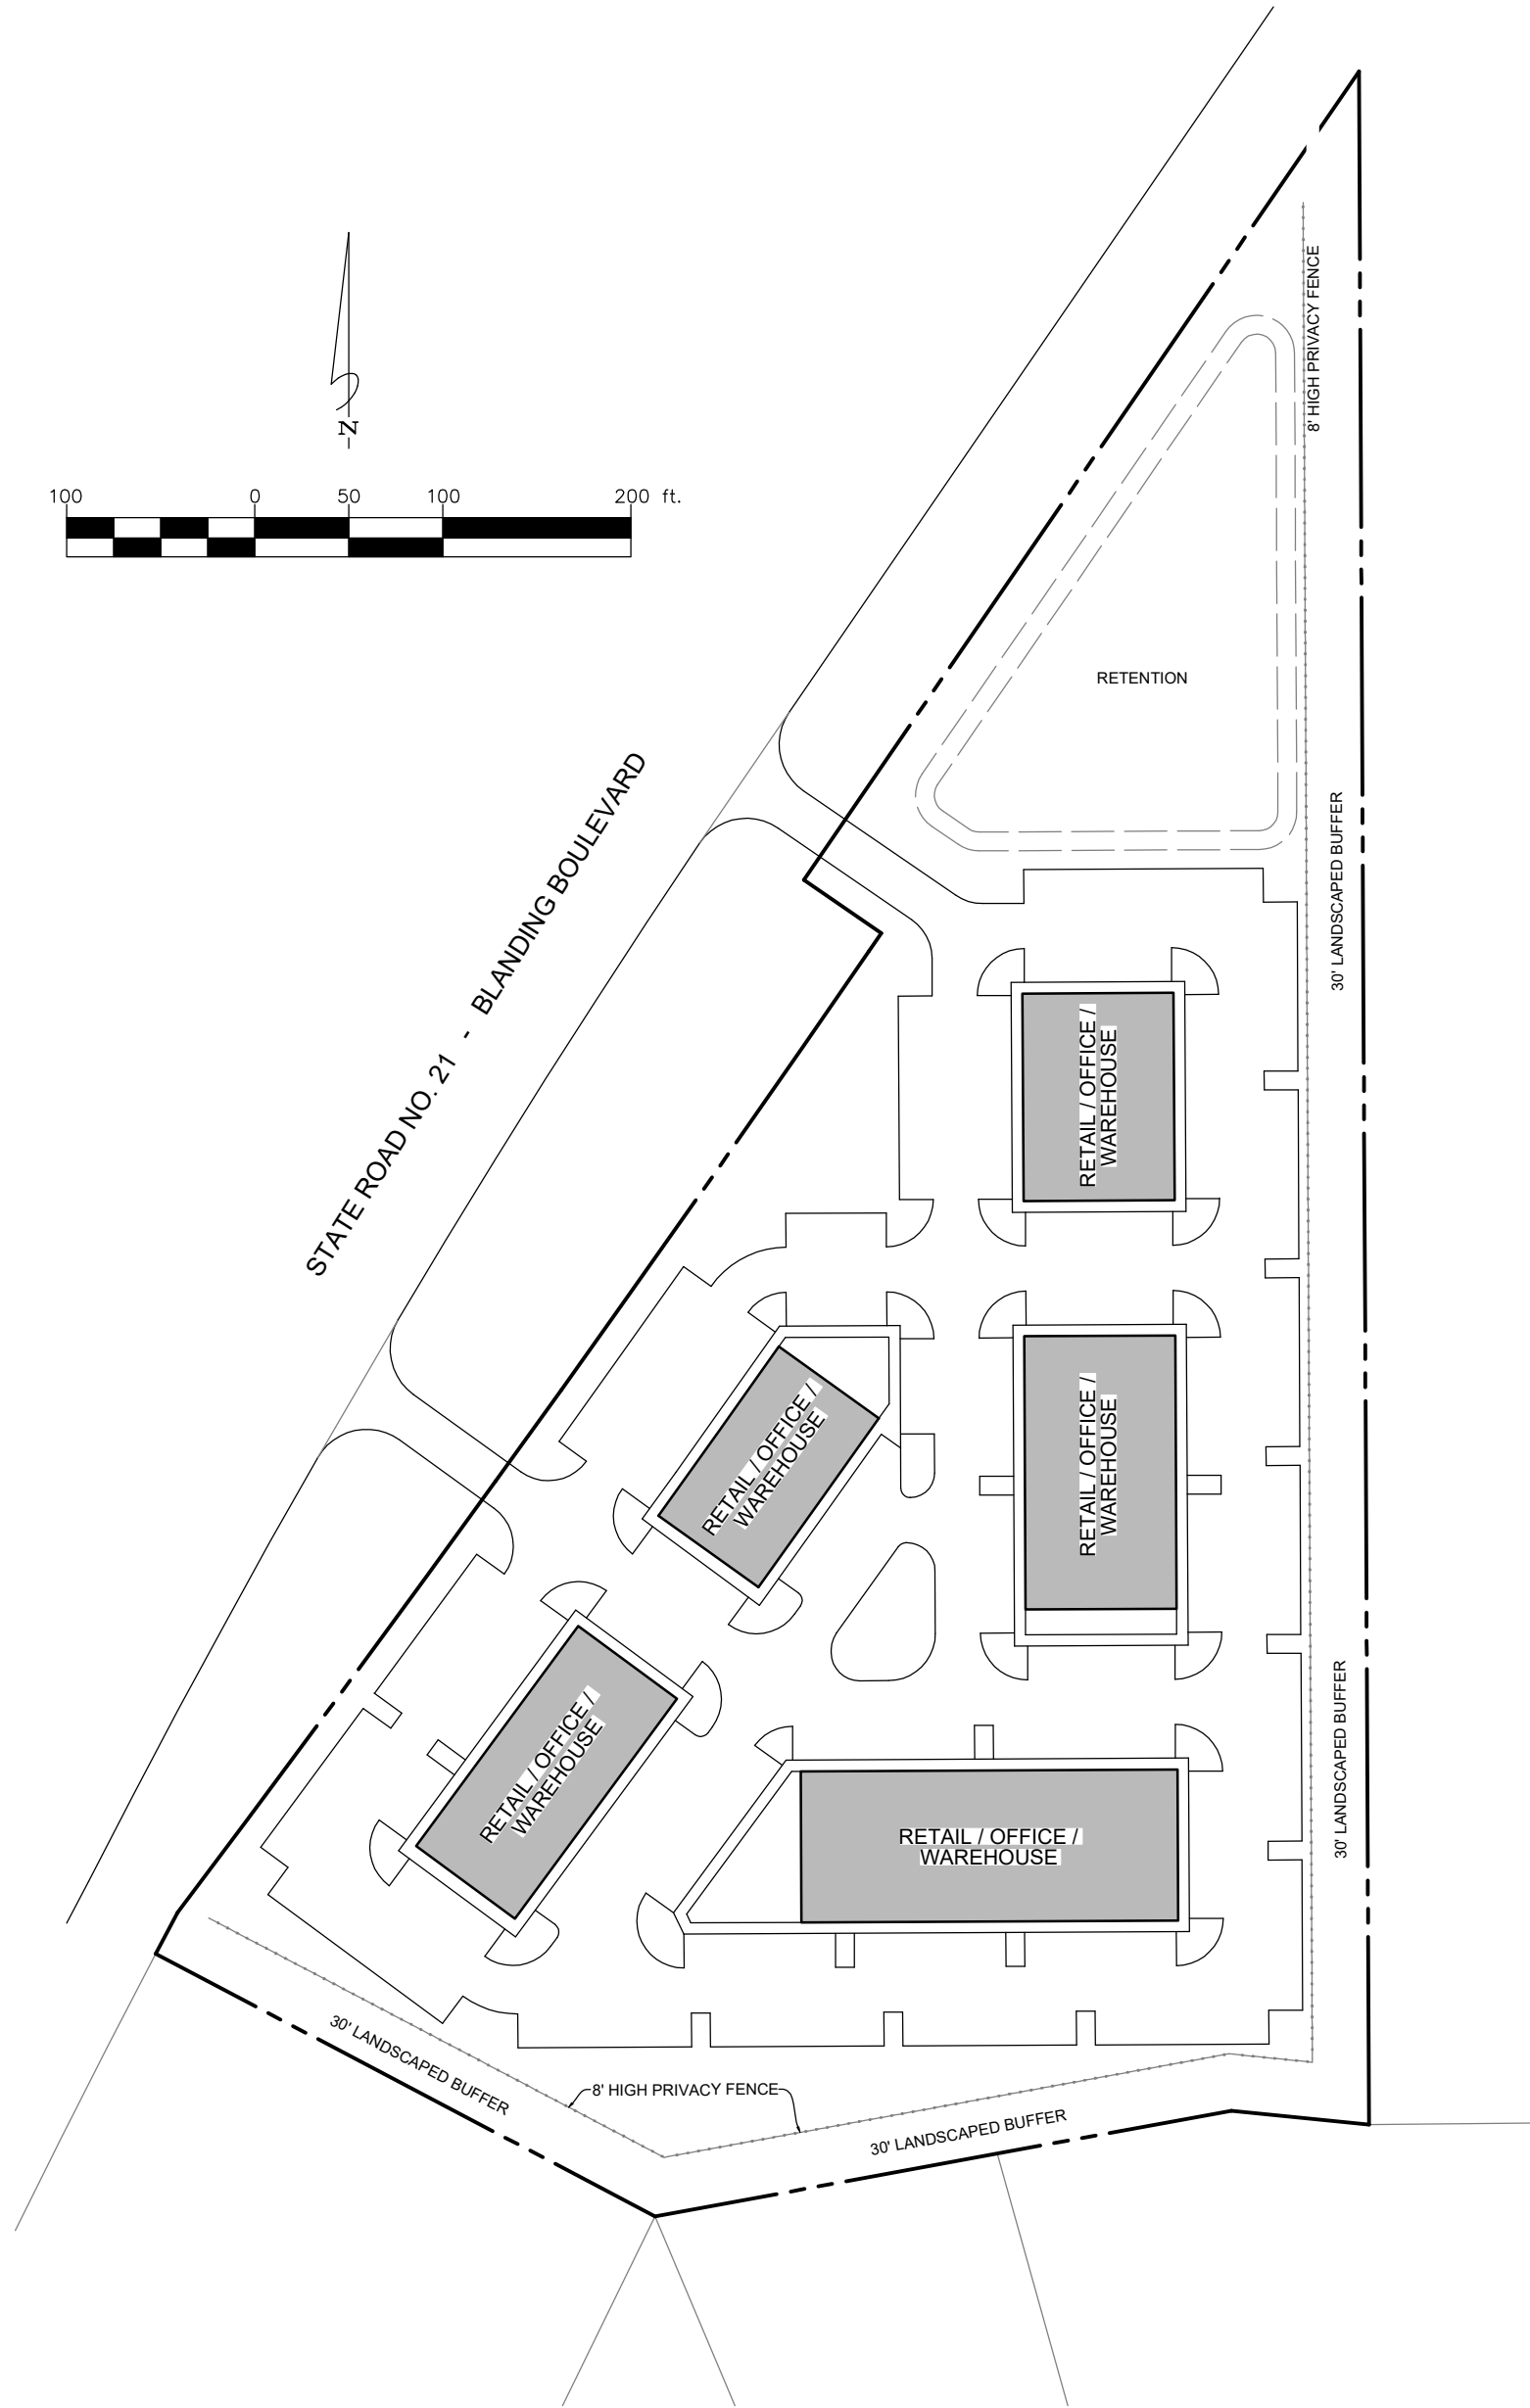 8' HIGH PRIVACY FENCE
N
100 0 50 100 200 ft.
RETENTION
STATE ROAD NO. 21 - BLANDING BOULEVARD
30' LANDSCAPED BUFFER
RETAIL / OFFICE /
WAREHOUSE
RETAIL / OFFICE /
WAREHOUSE
RETAIL / OFFICE /
WAREHOUSE
RETAIL / OFFICE /
WAREHOUSE
30' LANDSCAPED BUFFER
RETAIL / OFFICE /
WAREHOUSE
30' LANDSCAPED BUFFER
8' HIGH PRIVACY FENCE
30' LANDSCAPED BUFFER